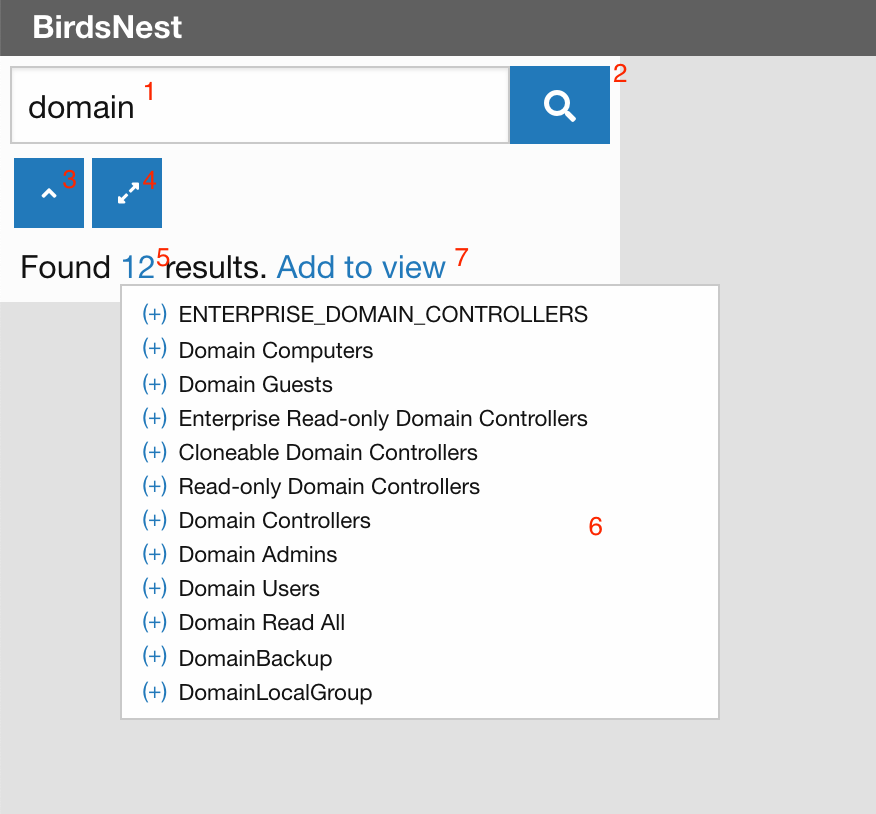 BirdsNest
domain 1
2
3 4
Found 12 5 results. Add to view 7
(+) ENTERPRISE_DOMAIN_CONTROLLERS
(+) Domain Computers
(+) Domain Guests
(+) Enterprise Read-only Domain Controllers
(+) Cloneable Domain Controllers
(+) Read-only Domain Controllers
(+) Domain Controllers
6
(+) Domain Admins
(+) Domain Users
(+) Domain Read All
(+) DomainBackup
(+) DomainLocalGroup